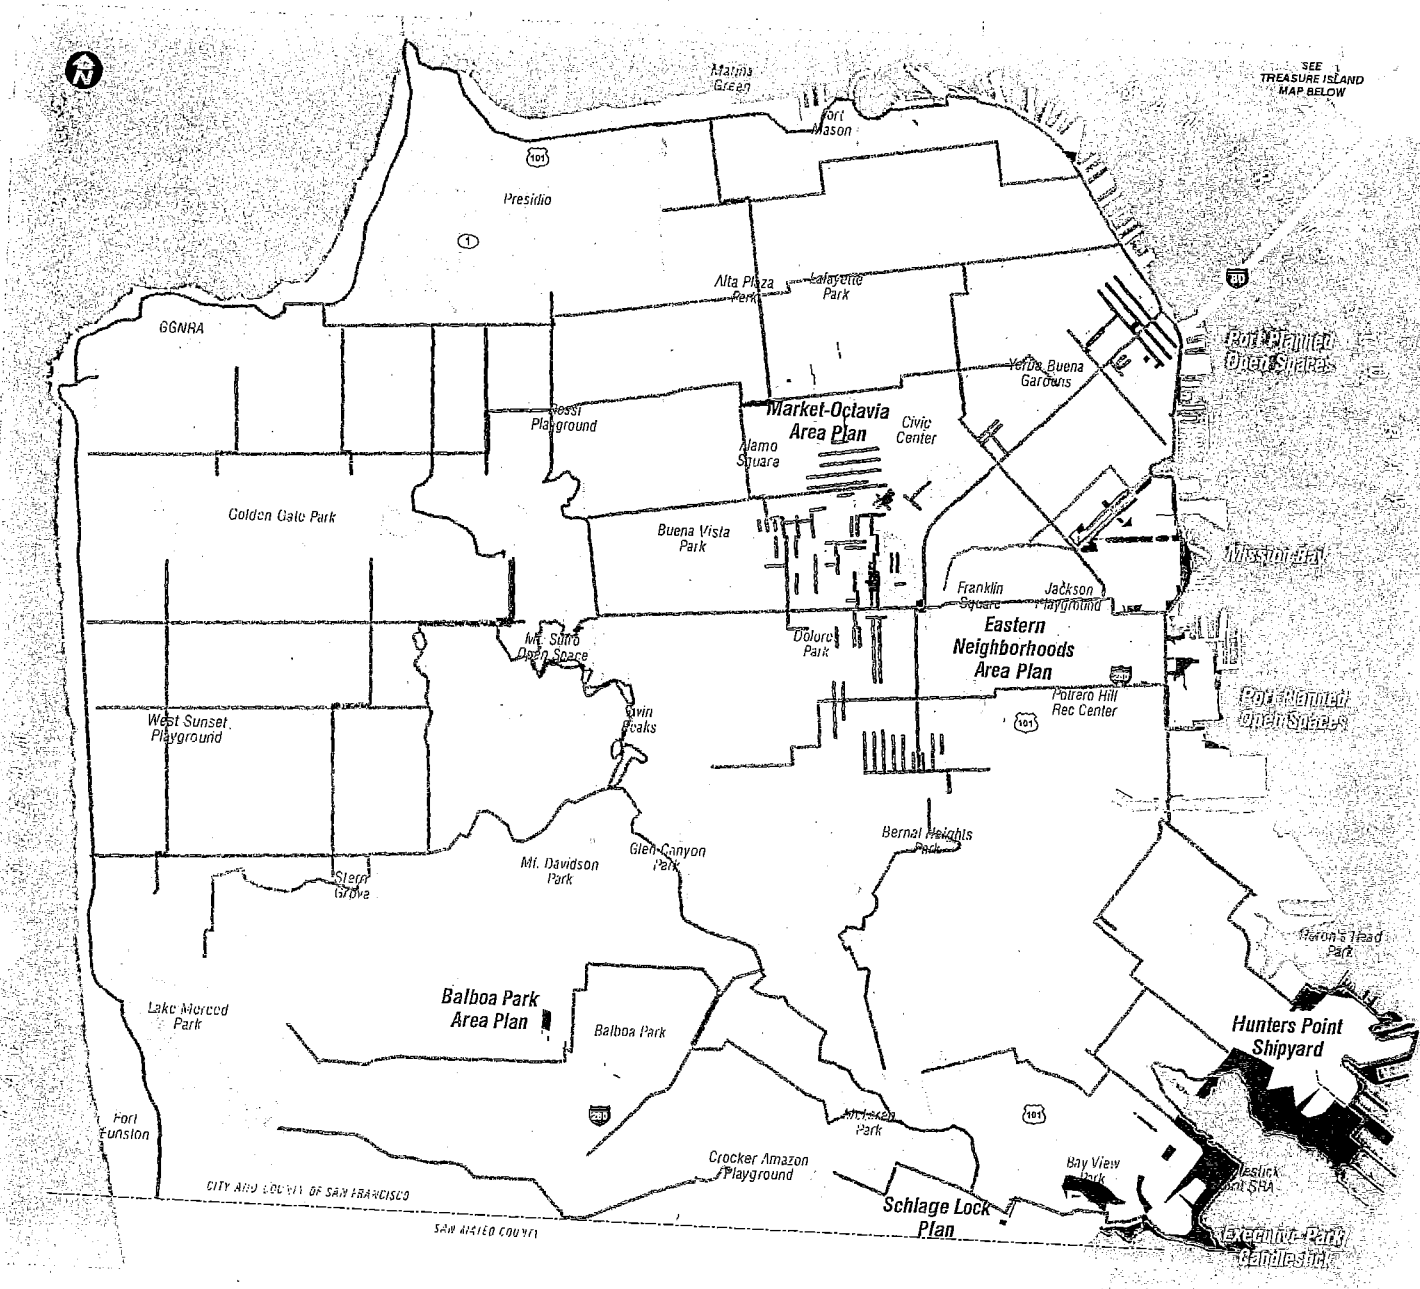 N
SEE
TREASURE ISLAND
MAP BELOW
Marina
Green
Fort
Mason
101
Presidio
1
80
Alta Plaza
Park
Lafayette
Park
GGNRA
Port Planned
Open Spaces
Yerba Buena
Gardens
Rossi
Playground
Market-Octavia
Area Plan
Civic
Center
Alamo
Square
Golden Gate Park
Buena Vista
Park
Mission Bay
Franklin
Square
Jackson
Playground
Eastern
Neighborhoods
Area Plan
Mt. Sutro
Open Space
Dolores
Park
280
Potrero Hill
Rec Center
101
Port Planned
Open Spaces
West Sunset
Playground
Twin
Peaks
Bernal Heights
Park
Glen Canyon
Park
Mt. Davidson
Park
Stern
Grove
Heron's Head
Park
Lake Merced
Park
Balboa Park
Area Plan
Balboa Park
Hunters Point
Shipyard
280
101
Fort
Funston
McLaren
Park
Crocker Amazon
Playground
Bay View
Park
CITY AND COUNTY OF SAN FRANCISCO
Schlage Lock
Plan
SAN MATEO COUNTY
Executive Park
Candlestick